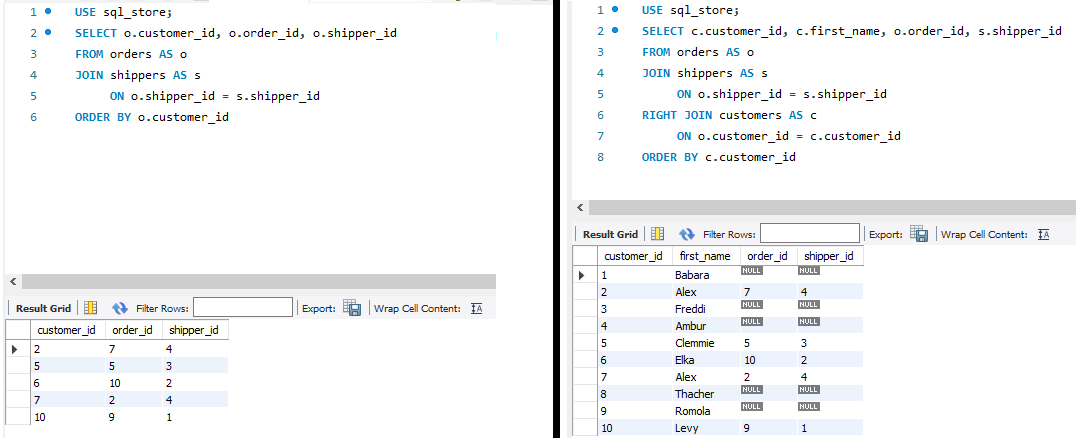 1 USE sql_store;
2 SELECT o.customer_id, o.order_id, o.shipper_id
3 FROM orders AS o
4 JOIN shippers AS s
5 ON o.shipper_id = s.shipper_id
6 ORDER BY o.customer_id
Result Grid Filter Rows: Export: Wrap Cell Content:
customer_id order_id shipper_id
2 7 4
5 5 3
6 10 2
7 2 4
10 9 1
1 USE sql_store;
2 SELECT c.customer_id, c.first_name, o.order_id, s.shipper_id
3 FROM orders AS o
4 JOIN shippers AS s
5 ON o.shipper_id = s.shipper_id
6 RIGHT JOIN customers AS c
7 ON o.customer_id = c.customer_id
8 ORDER BY c.customer_id
Result Grid Filter Rows: Export: Wrap Cell Content:
customer_id first_name order_id shipper_id
1 Babara NULL NULL
2 Alex 7 4
3 Freddi NULL NULL
4 Ambur NULL NULL
5 Clemmie 5 3
6 Elka 10 2
7 Alex 2 4
8 Thacher NULL NULL
9 Romola NULL NULL
10 Levy 9 1